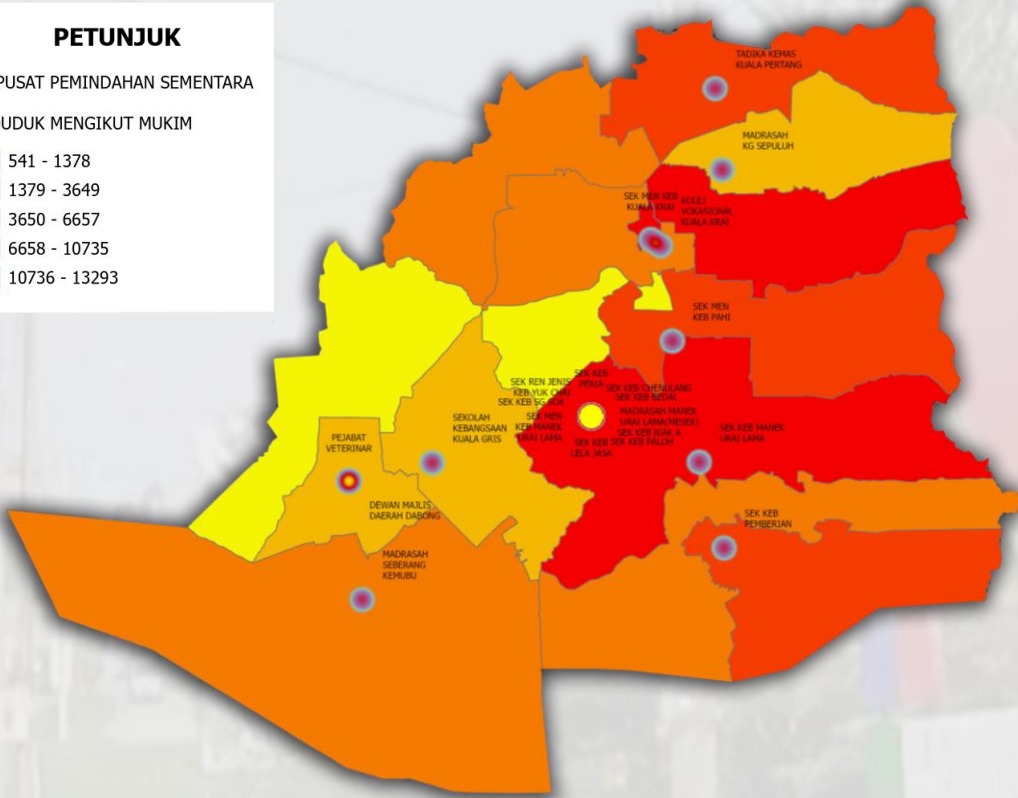 PETUNJUK
PUSAT PEMINDAHAN SEMENTARA
DUDUK MENGIKUT MUKIM
541 - 1378
1379 - 3649
3650 - 6657
6658 - 10735
10736 - 13293
TADIKA KEMAS
KUALA PERTANG
MADRASAH
KG SEPULUH
SEK MEN KEB
KUALA KRAI
KOLEJ
VOKASIONAL
KUALA KRAI
SEK MEN
KEB PAHI
SEK KEB
PERIA
SEK REN JENIS
KEB YUK CHAI
SEK KEB SG SOK
SEK KEB CHENULANG
SEK KEB BEDAL
SEK MEN
KEB MANEK
URAI LAMA
MADRASAH MANEK
URAI LAMA(MESEK)
SEK KEB BIAK A
SEK KEB PALOH
SEK KEB
LELA JASA
SEK KEB MANEK
URAI LAMA
SEKOLAH
KEBANGSAAN
KUALA GRIS
PEJABAT
VETERINAR
DEWAN MAJLIS
DAERAH DABONG
SEK KEB
PEMBERIAN
MADRASAH
SEBERANG
KEMUBU